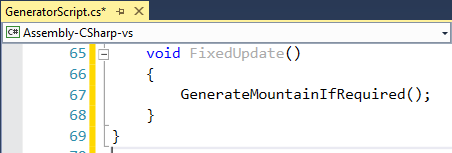 GeneratorScript.cs*
C# Assembly-CSharp-vs
65 void FixedUpdate()
66 {
67 GenerateMountainIfRequired();
68 }
69 }